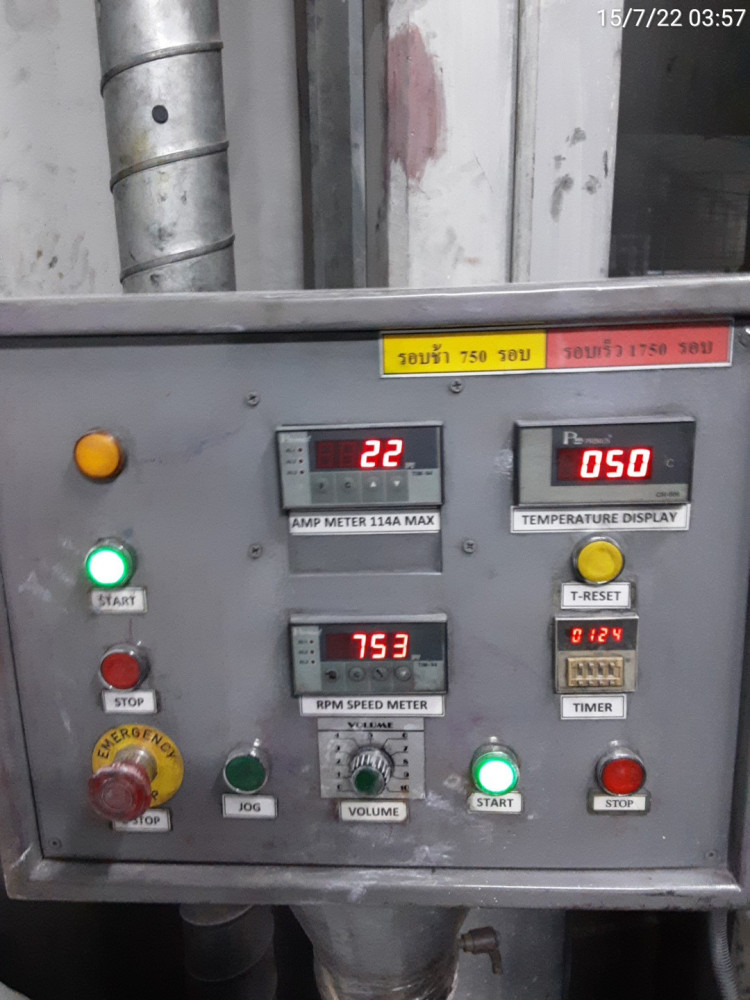 15/7/22 03:57
รอบช้า 750 รอบ
รอบเร็ว 1750 รอบ
22
AMP METER 114A MAX
050
°C
TEMPERATURE DISPLAY
START
T-RESET
0124
TIMER
753
RPM SPEED METER
STOP
EMERGENCY
STOP
JOG
VOLUME
10
VOLUME
START
STOP